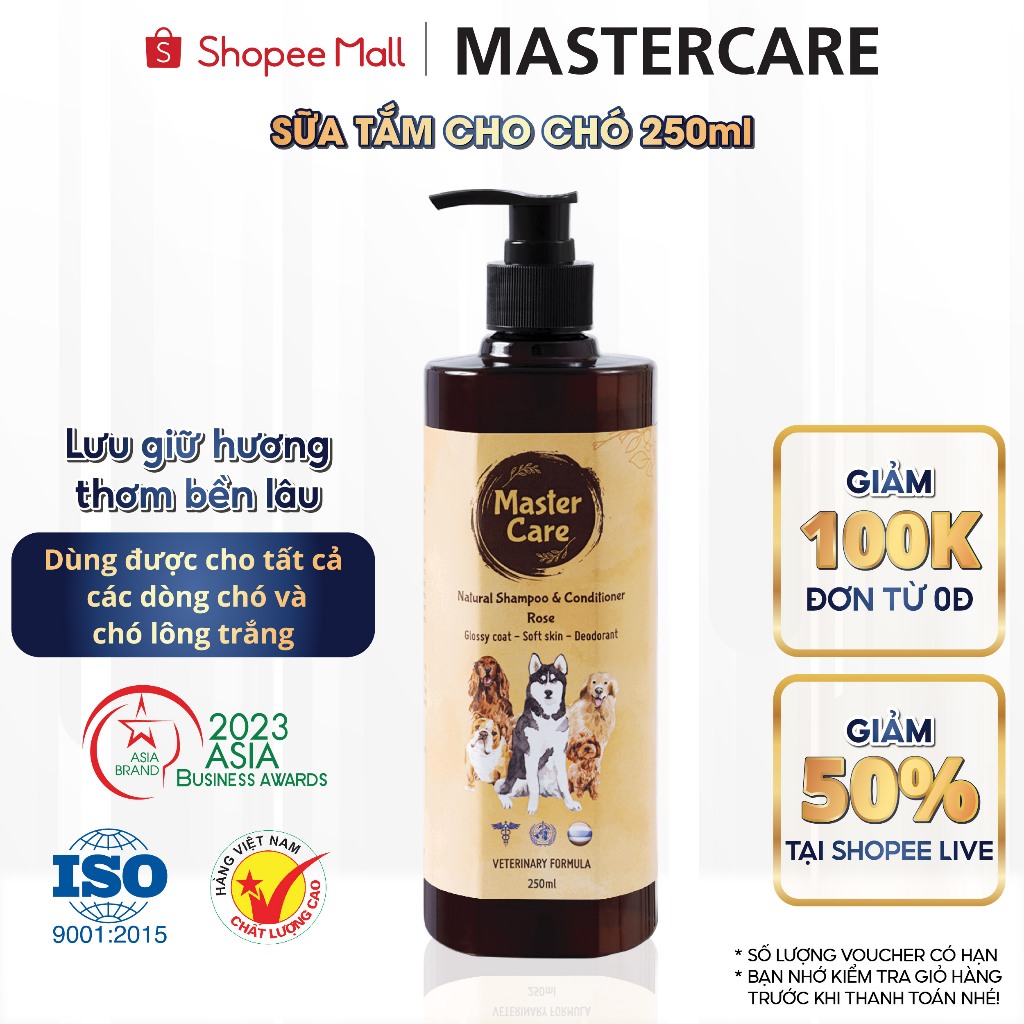 S Shopee Mall | MASTERCARE
SỮA TẮM CHO CHÓ 250ml
Lưu giữ hương
thơm bền lâu
Dùng được cho tất cả
các dòng chó và
chó lông trắng
ASIA
BRAND
2023
ASIA
BUSINESS AWARDS
ISO
9001:2015
HÀNG VIỆT NAM
CHẤT LƯỢNG CAO
Master
Care
Natural Shampoo & Conditioner
Rose
Glossy coat – Soft skin – Deodorant
VETERINARY FORMULA
250ml
GIẢM
100K
ĐƠN TỪ 0Đ
GIẢM
50%
TẠI SHOPEE LIVE
* SỐ LƯỢNG VOUCHER CÓ HẠN
* BẠN NHỚ KIỂM TRA GIỎ HÀNG
TRƯỚC KHI THANH TOÁN NHÉ!